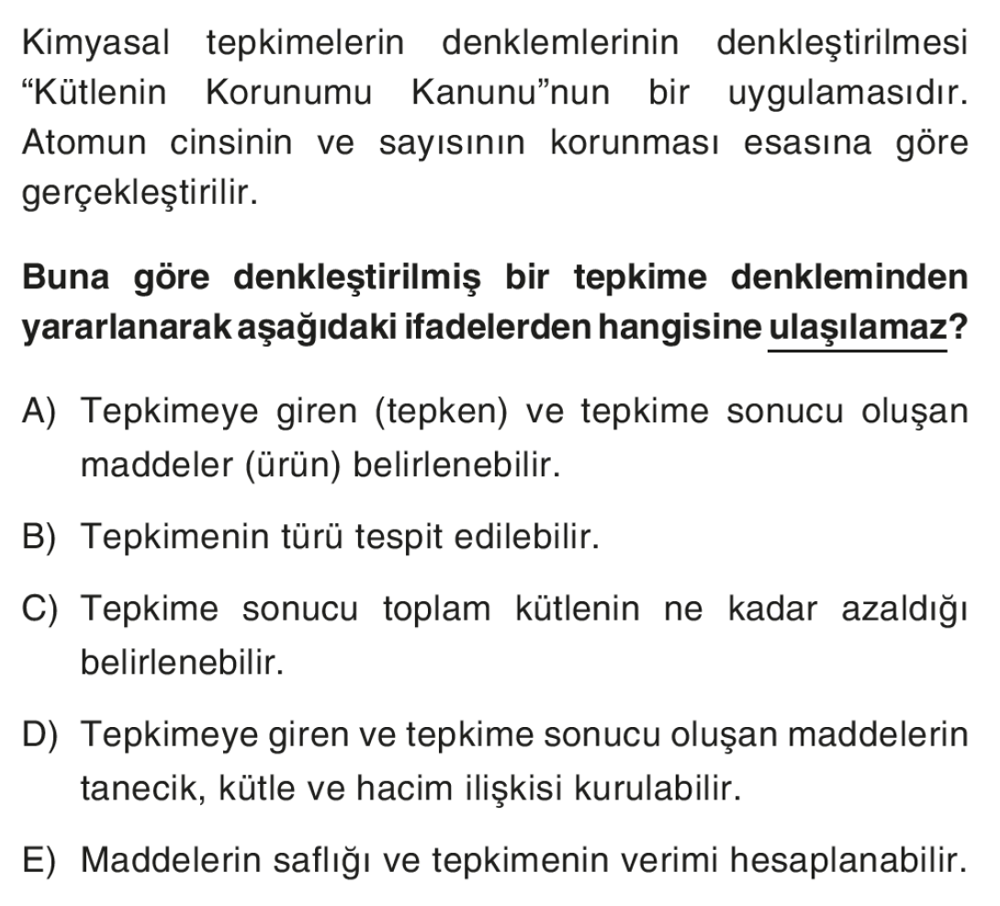 Kimyasal tepkimelerin denklemlerinin denkleştirilmesi
“Kütlenin Korunumu Kanunu”nun bir uygulamasıdır.
Atomun cinsinin ve sayısının korunması esasına göre
gerçekleştirilir.
Buna göre denkleştirilmiş bir tepkime denkleminden
yararlanarak aşağıdaki ifadelerden hangisine ulaşılamaz?
A) Tepkimeye giren (tepken) ve tepkime sonucu oluşan
maddeler (ürün) belirlenebilir.
B) Tepkimenin türü tespit edilebilir.
C) Tepkime sonucu toplam kütlenin ne kadar azaldığı
belirlenebilir.
D) Tepkimeye giren ve tepkime sonucu oluşan maddelerin
tanecik, kütle ve hacim ilişkisi kurulabilir.
E) Maddelerin saflığı ve tepkimenin verimi hesaplanabilir.